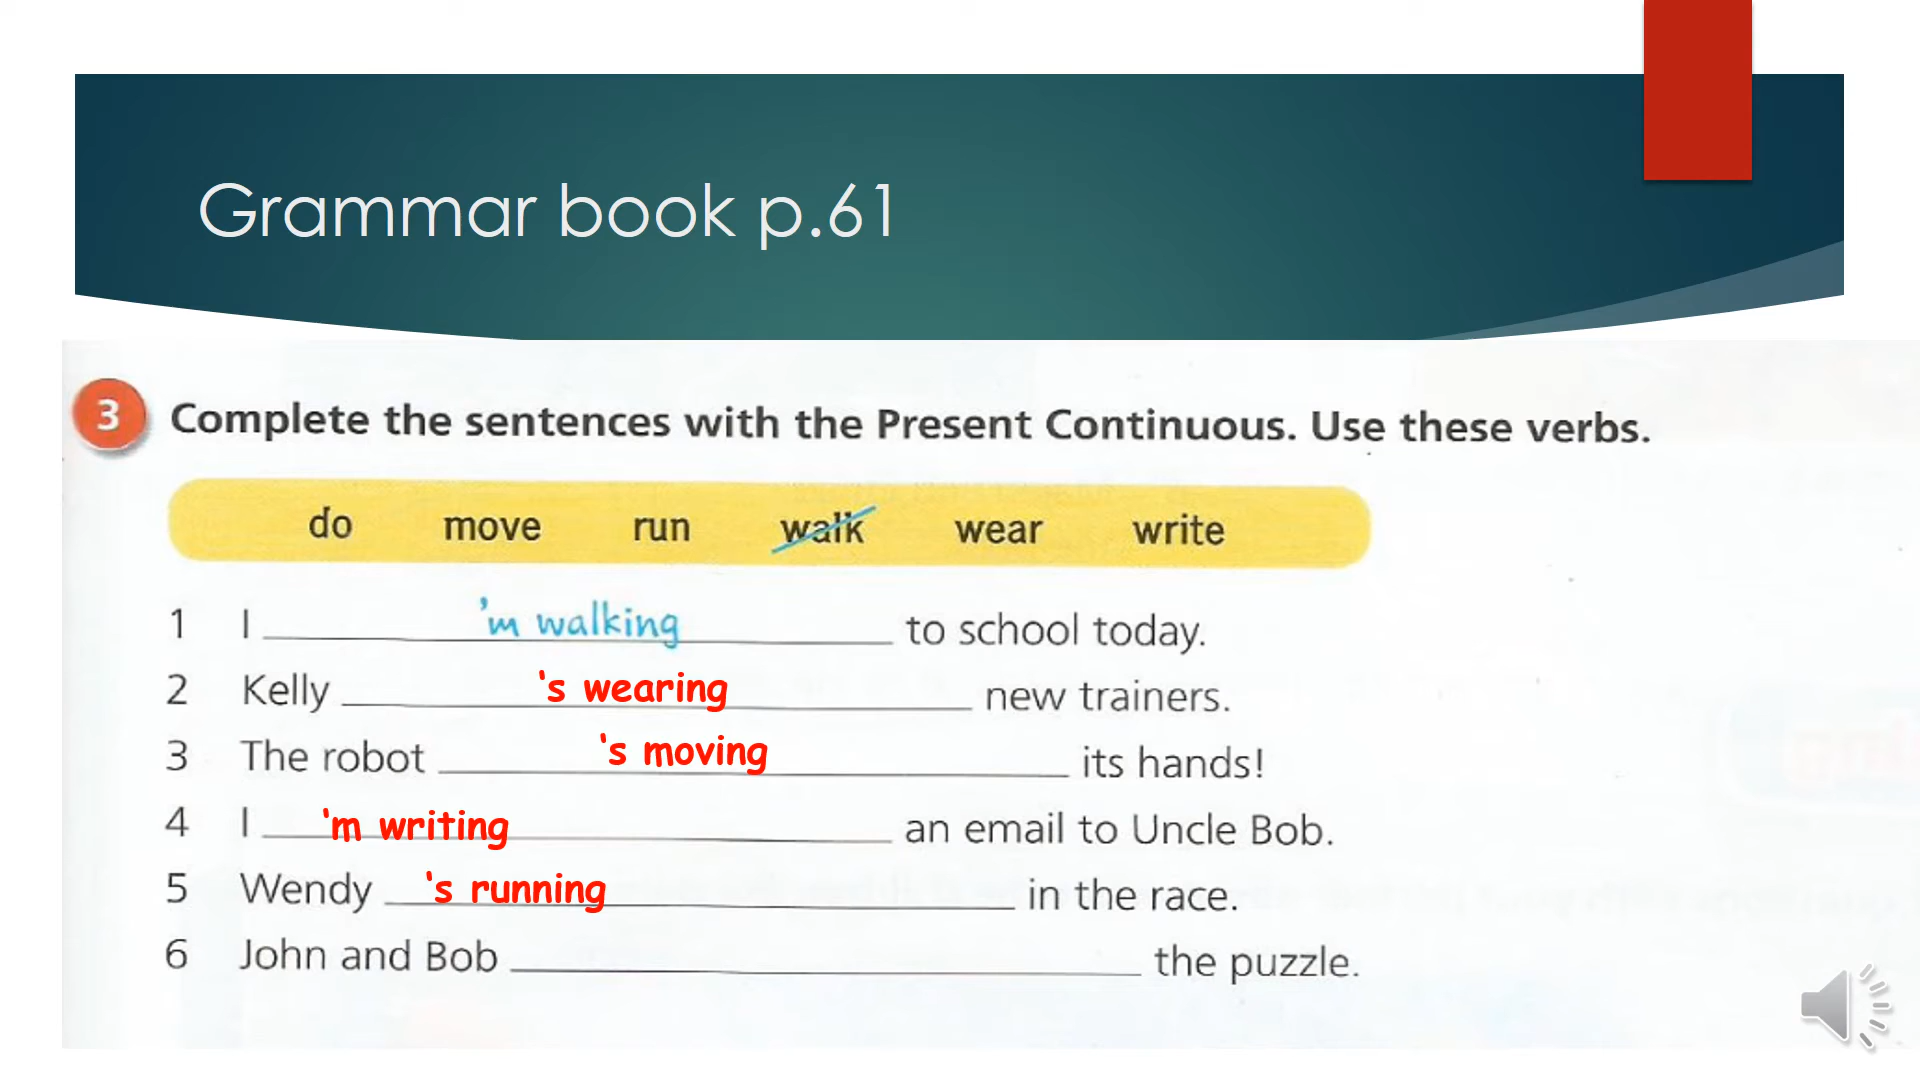 Grammar book p.61
3 Complete the sentences with the Present Continuous. Use these verbs.
do move run walk wear write
1 I 'm walking to school today.
2 Kelly 's wearing new trainers.
3 The robot 's moving its hands!
4 I 'm writing an email to Uncle Bob.
5 Wendy 's running in the race.
6 John and Bob ____ the puzzle.